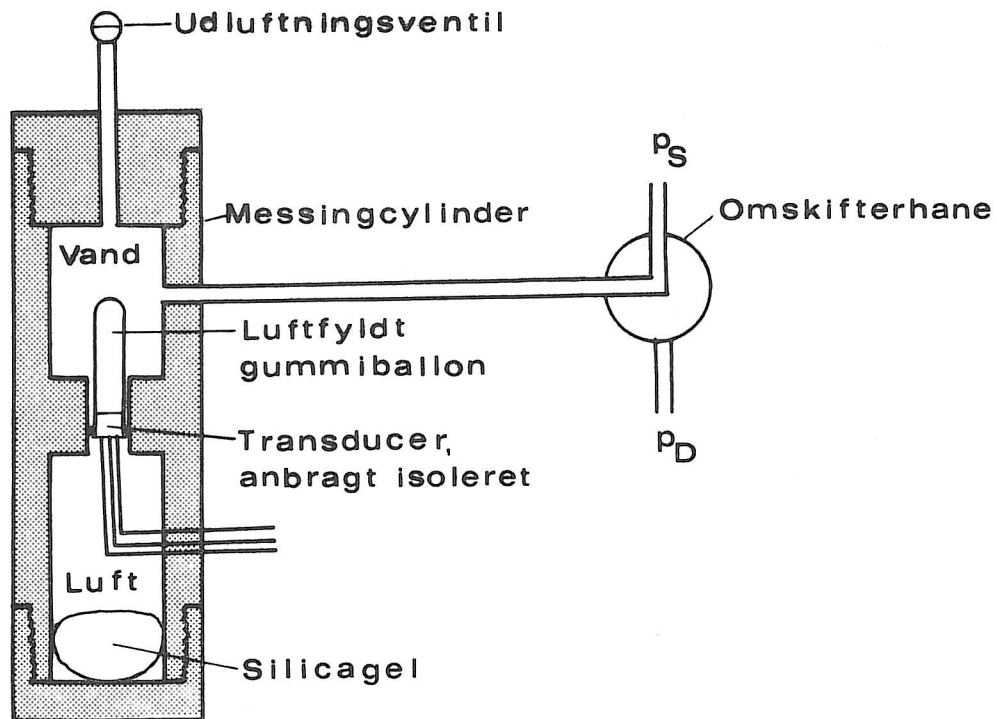 Udluftningsventil
pS
Messingcylinder
Omskifterhane
Vand
Luftfyldt
gummiballon
pD
Transducer,
anbragt isoleret
Luft
Silicagel